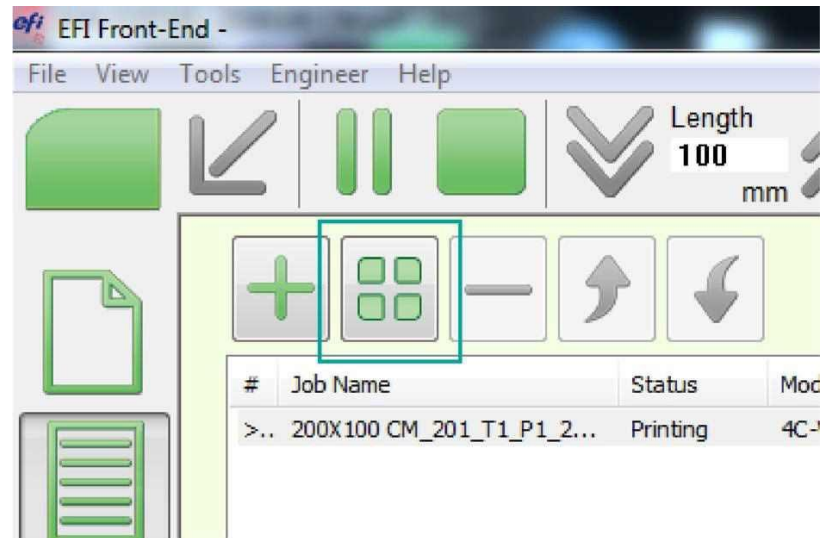 efi EFI Front-End -
File View Tools Engineer Help
Length
100
mm
# Job Name Status Mod
>.. 200X100 CM_201_T1_P1_2... Printing 4C-